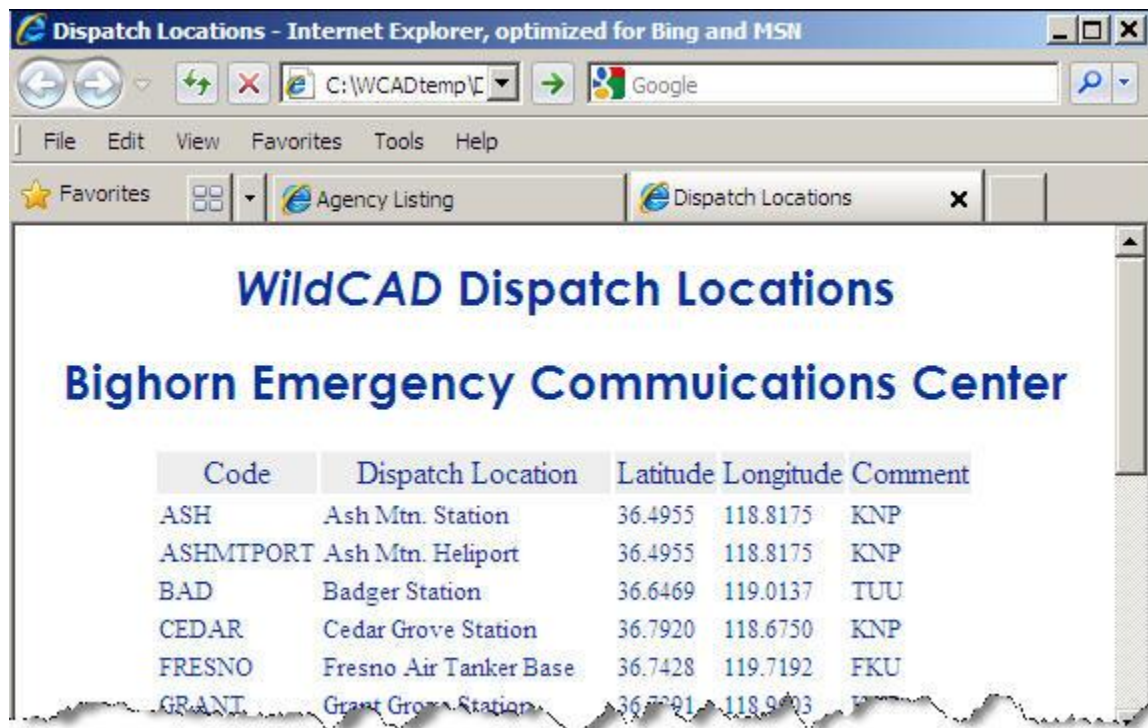 Dispatch Locations - Internet Explorer, optimized for Bing and MSN
C:\WCADtemp\D
Google
File Edit View Favorites Tools Help
Favorites Agency Listing Dispatch Locations
WildCAD Dispatch Locations
Bighorn Emergency Commuications Center
Code Dispatch Location Latitude Longitude Comment
ASH Ash Mtn. Station 36.4955 118.8175 KNP
ASHMTPORT Ash Mtn. Heliport 36.4955 118.8175 KNP
BAD Badger Station 36.6469 119.0137 TUU
CEDAR Cedar Grove Station 36.7920 118.6750 KNP
FRESNO Fresno Air Tanker Base 36.7428 119.7192 FKU
GRANT Grant Grove Station